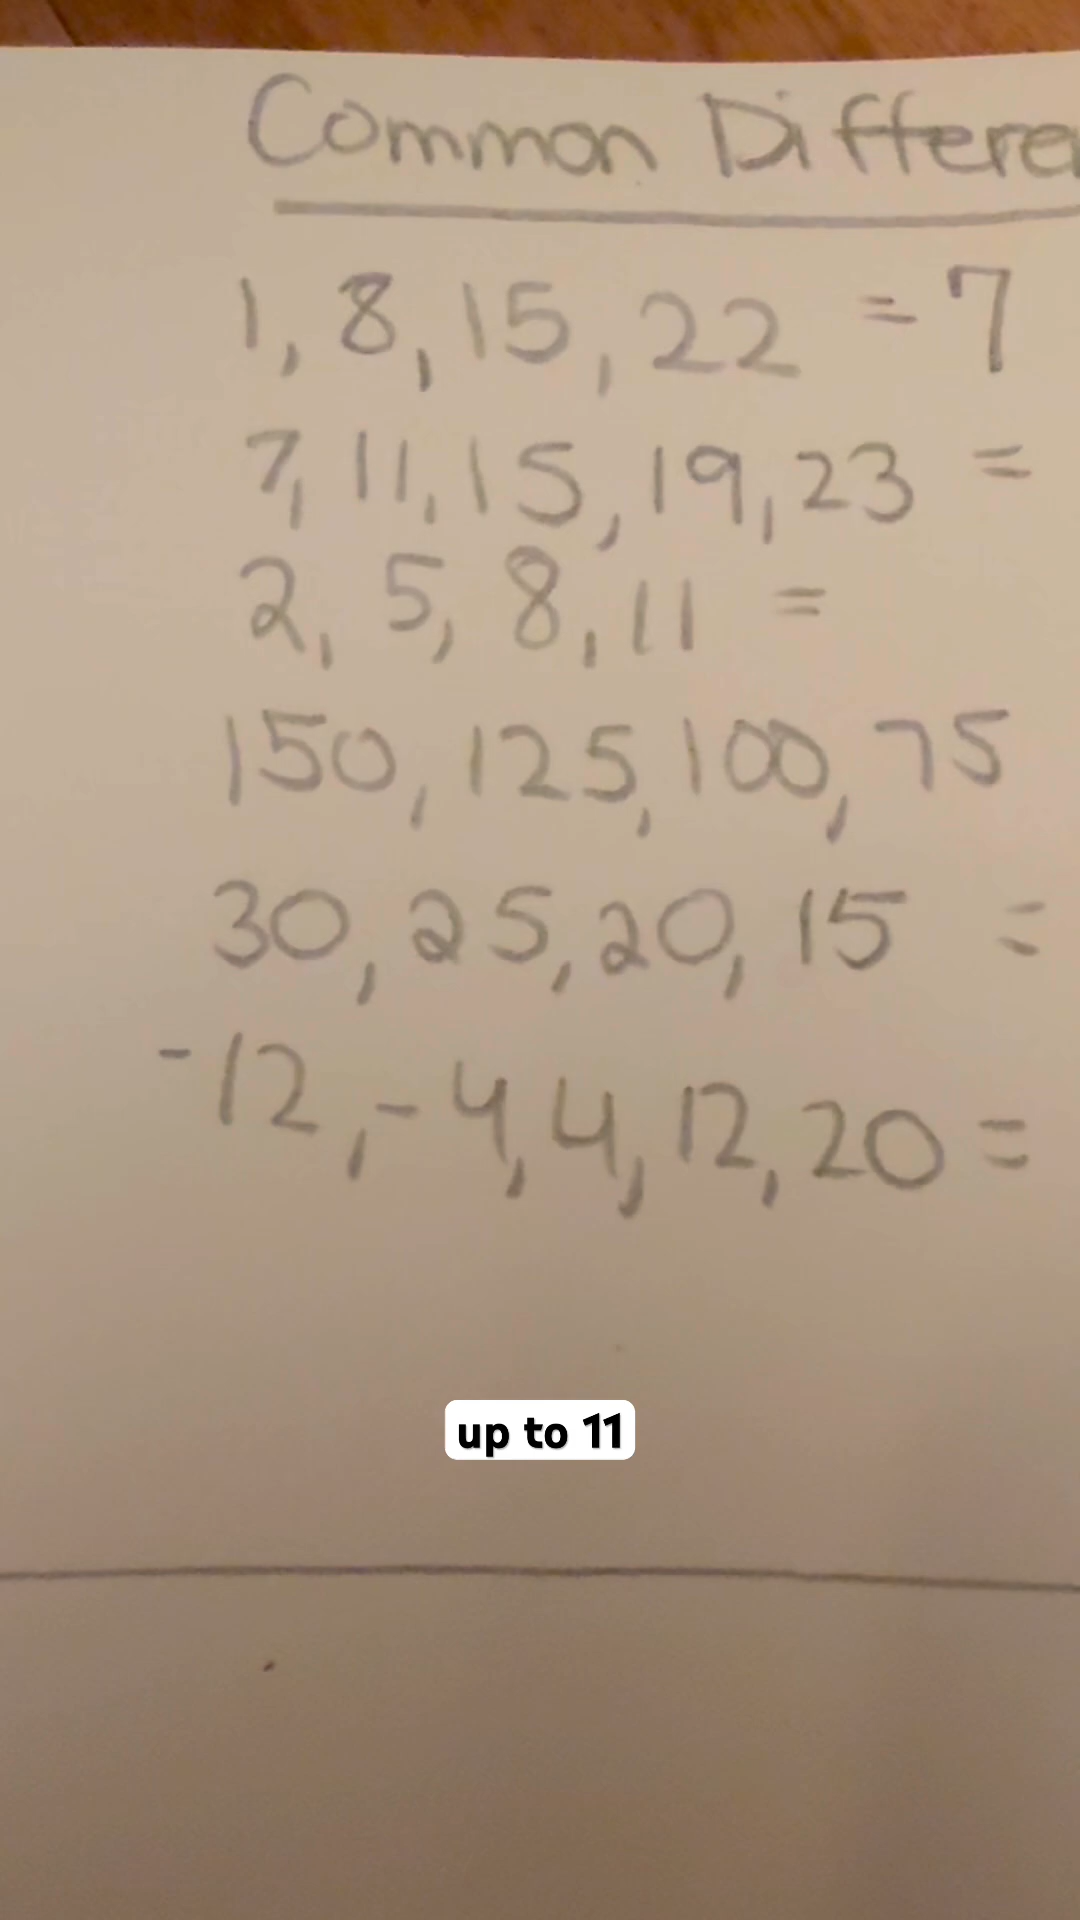 Common Differe
1, 8, 15, 22 = 7
7, 11, 15, 19, 23 =
2, 5, 8, 11 =
150, 125, 100, 75
30, 25, 20, 15 =
-12, -4, 4, 12, 20 =
up to 11